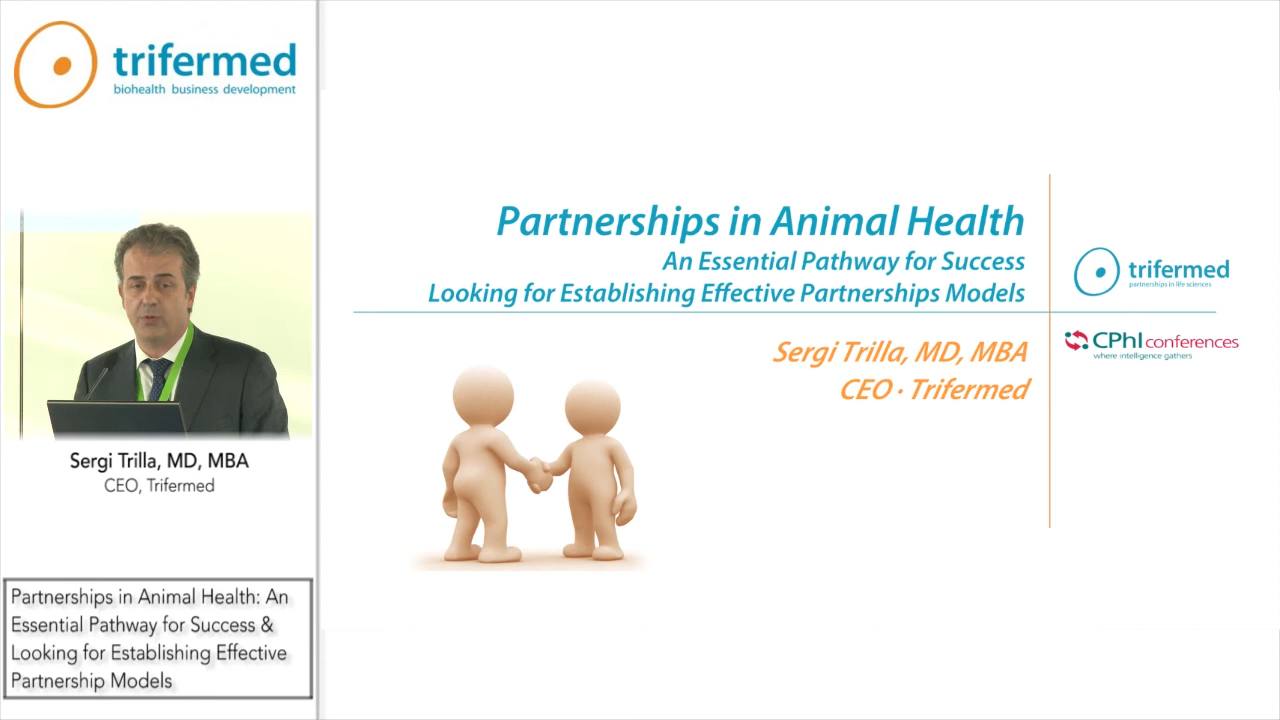 trifermed
biohealth business development
Sergi Trilla, MD, MBA
CEO, Trifermed
Partnerships in Animal Health: An
Essential Pathway for Success &
Looking for Establishing Effective
Partnership Models
Partnerships in Animal Health
An Essential Pathway for Success
Looking for Establishing Effective Partnerships Models
Sergi Trilla, MD, MBA
CEO · Trifermed
trifermed
partnerships in life sciences
CPhI conferences
where intelligence gathers